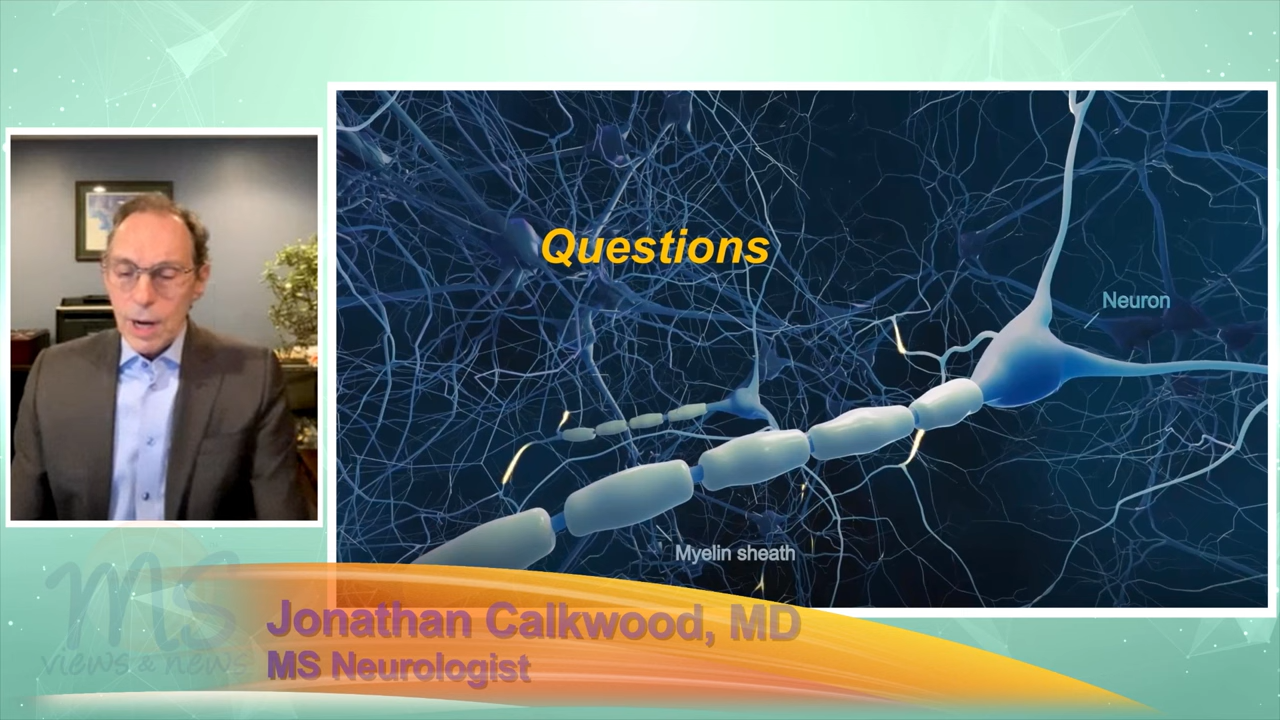 Questions
Neuron
Myelin sheath
MS
views & news
Jonathan Calkwood, MD
MS Neurologist